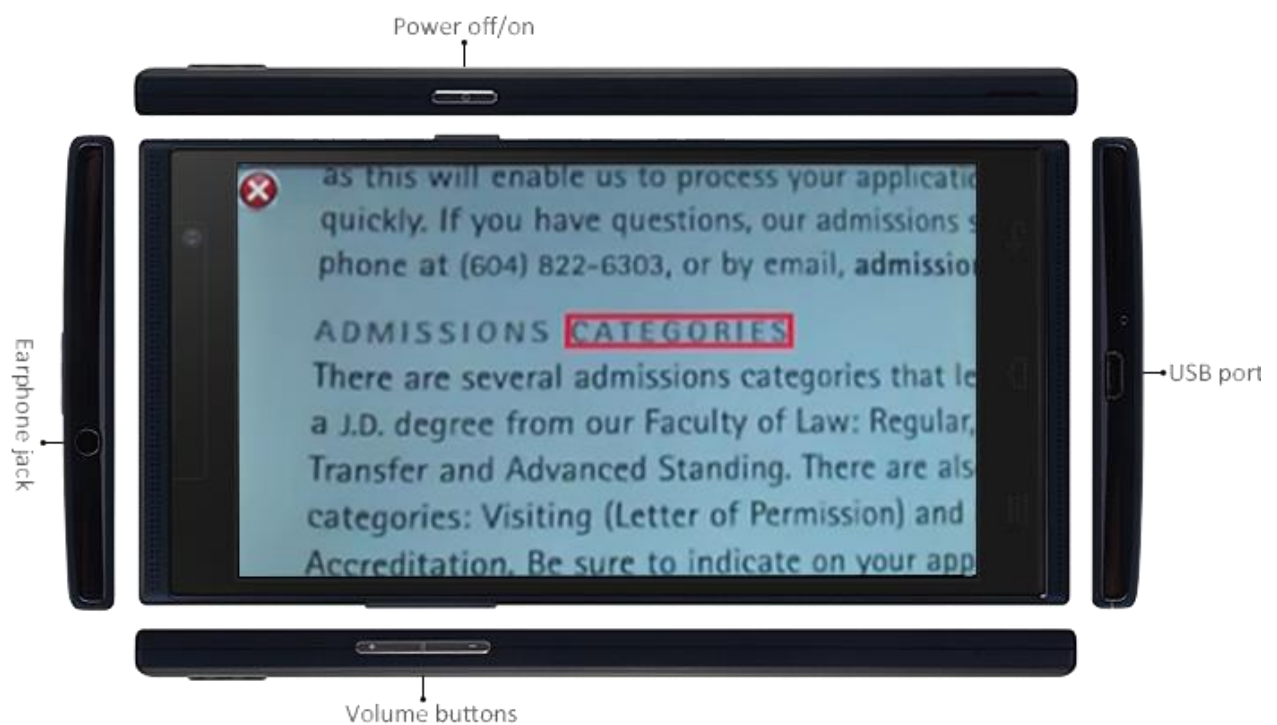 Power off/on
as this will enable us to process your applicatio
quickly. If you have questions, our admissions s
phone at (604) 822-6303, or by email, admission
ADMISSIONS CATEGORIES
There are several admissions categories that le
a J.D. degree from our Faculty of Law: Regular,
Transfer and Advanced Standing. There are als
categories: Visiting (Letter of Permission) and
Accreditation. Be sure to indicate on your app
Earphone jack
USB port
Volume buttons